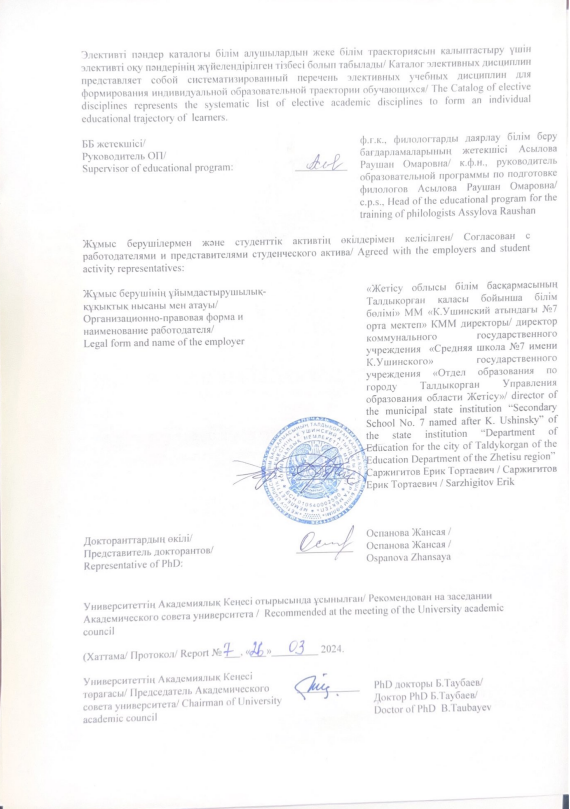 Элективті пәндер каталогы білім алушылардың жеке білім траекториясын қалыптастыру үшін
элективті оқу пәндерінің жүйелендірілген тізбесі болып табылады/ Каталог элективных дисциплин
представляет собой систематизированный перечень элективных учебных дисциплин для
формирования индивидуальной образовательной траектории обучающихся/ The Catalog of elective
disciplines represents the systematic list of elective academic disciplines to form an individual
educational trajectory of learners.
ББ жетекшісі/
Руководитель ОП/
Supervisor of educational program:
ф.ғ.к., филологтарды даярлау білім беру
бағдарламаларының жетекшісі Асылова
Раушан Омаровна/ к.ф.н., руководитель
образовательной программы по подготовке
филологов Асылова Раушан Омаровна/
c.p.s., Head of the educational program for the
training of philologists Assylova Raushan
Жұмыс берушілермен және студенттік активтің өкілдерімен келісілген/ Согласован с
работодателями и представителями студенческого актива/ Agreed with the employers and student
activity representatives:
Жұмыс берушінің ұйымдастырушылық-
құқықтық нысаны мен атауы/
Организационно-правовая форма и
наименование работодателя/
Legal form and name of the employer
«Жетісу облысы білім басқармасының
Талдықорған қаласы бойынша білім
бөлімі» ММ «К.Ушинский атындағы №7
орта мектеп» КММ директоры/ директор
коммунального государственного
учреждения «Средняя школа №7 имени
К.Ушинского» государственного
учреждения «Отдел образования по
городу Талдыкорган Управления
образования области Жетісу»/ director of
the municipal state institution “Secondary
School No. 7 named after K. Ushinsky” of
the state institution “Department of
Education for the city of Taldykorgan of the
Education Department of the Zhetisu region”
Саржигитов Ерик Тортаевич / Саржигитов
Ерик Тортаевич / Sarzhigitov Erik
Докторанттардың өкілі/
Представитель докторантов/
Representative of PhD:
Оспанова Жансая /
Оспанова Жансая /
Ospanova Zhansaya
Университеттің Академиялық Кеңесі отырысында ұсынылған/ Рекомендован на заседании
Академического совета университета / Recommended at the meeting of the University academic
council
(Хаттама/ Протокол/ Report № 7, «26» 03 2024.
Университеттің Академиялық Кеңесі
төрағасы/ Председатель Академического
совета университета/ Chairman of University
academic council
PhD докторы Б.Таубаев/
Доктор PhD Б.Таубаев/
Doctor of PhD B.Taubayev